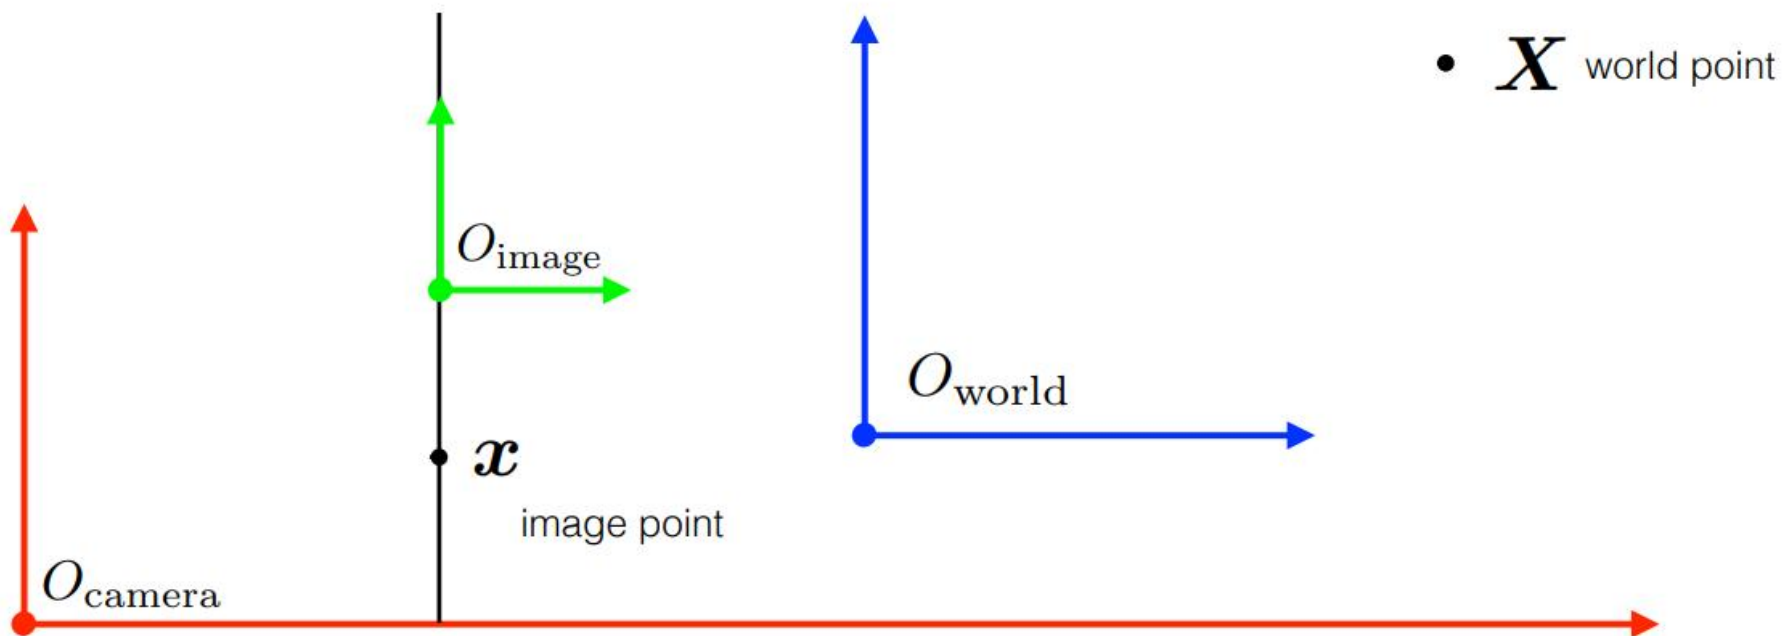 X world point
O_image
O_world
x
image point
O_camera